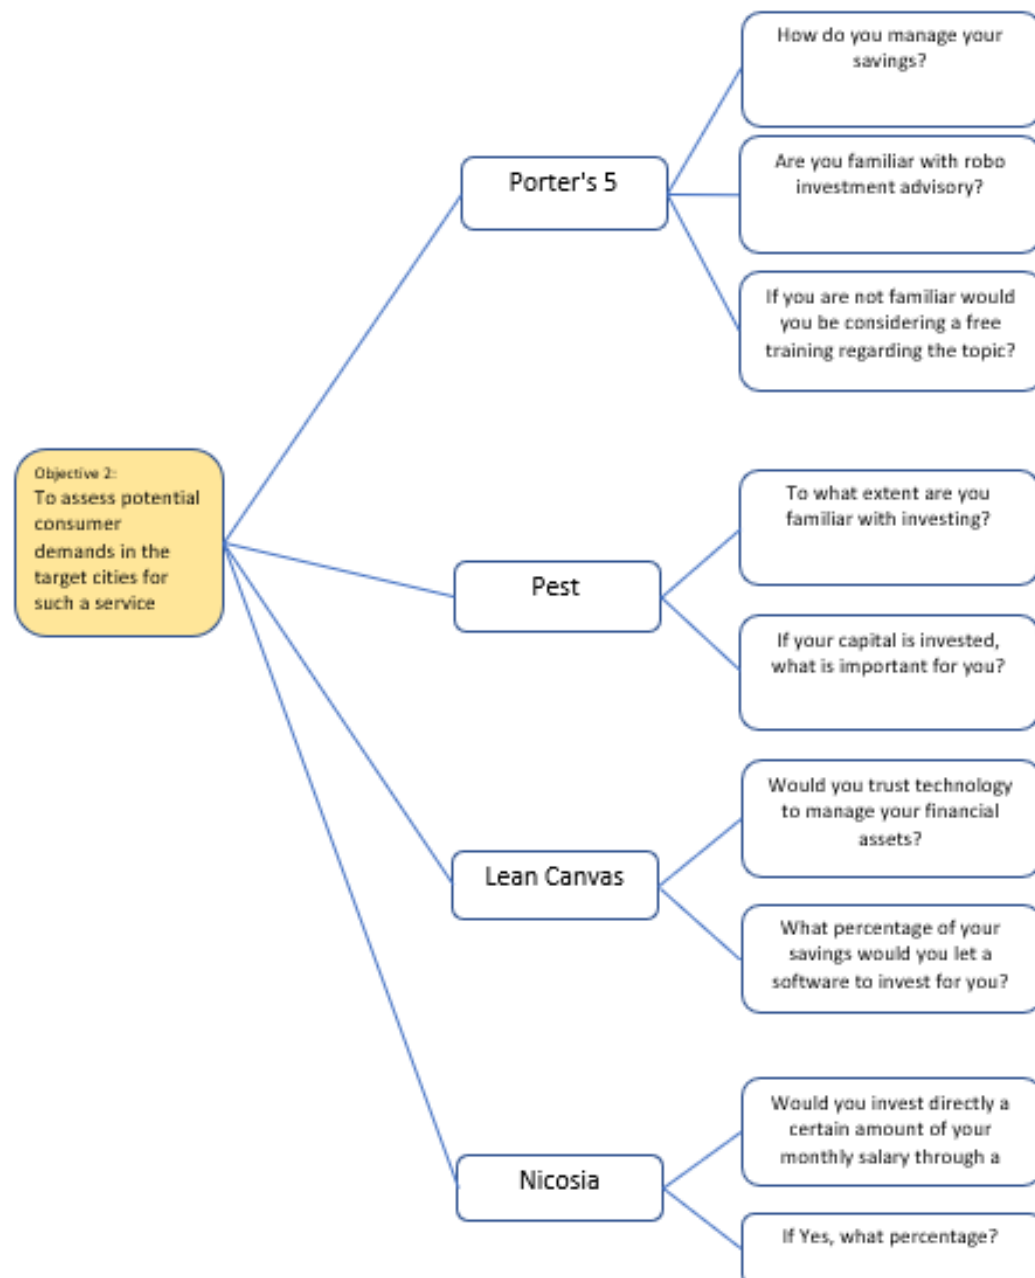 Objective 2:
To assess potential
consumer
demands in the
target cities for
such a service
Porter's 5
How do you manage your
savings?
Are you familiar with robo
investment advisory?
If you are not familiar would
you be considering a free
training regarding the topic?
Pest
To what extent are you
familiar with investing?
If your capital is invested,
what is important for you?
Lean Canvas
Would you trust technology
to manage your financial
assets?
What percentage of your
savings would you let a
software to invest for you?
Nicosia
Would you invest directly a
certain amount of your
monthly salary through a
If Yes, what percentage?